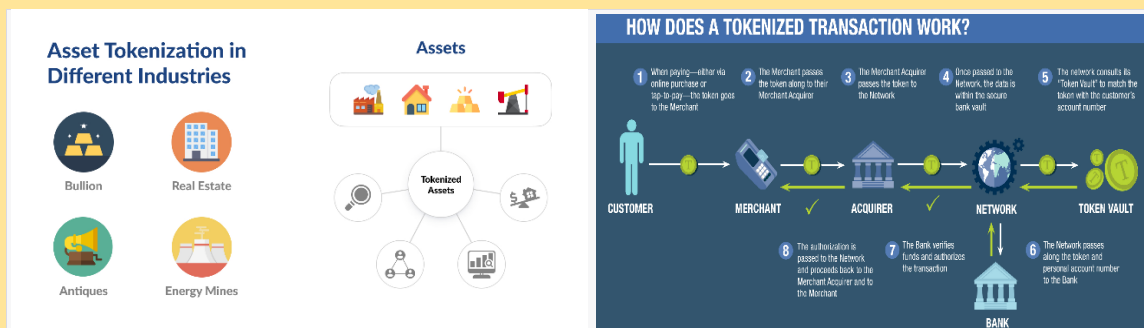 Asset Tokenization in
Different Industries
Bullion
Real Estate
Antiques
Energy Mines
Assets
Tokenized
Assets
HOW DOES A TOKENIZED TRANSACTION WORK?
1
When paying—either via
online purchase or
tap-to-pay—the token goes
to the Merchant
2
The Merchant passes
the token along to their
Merchant Acquirer
3
The Merchant Acquirer
passes the token to
the Network
4
Once passed to the
Network, the data is
within the secure
bank vault
5
The network consults its
"Token Vault" to match the
token with the customer's
account number
T
T
T
T
T
CUSTOMER
MERCHANT
ACQUIRER
NETWORK
TOKEN VAULT
8
The authorization is
passed to the Network
and proceeds back to the
Merchant Acquirer and to
the Merchant
7
The Bank verifies
funds and authorizes
the transaction
6
The Network passes
along the token and
personal account number
to the Bank
BANK